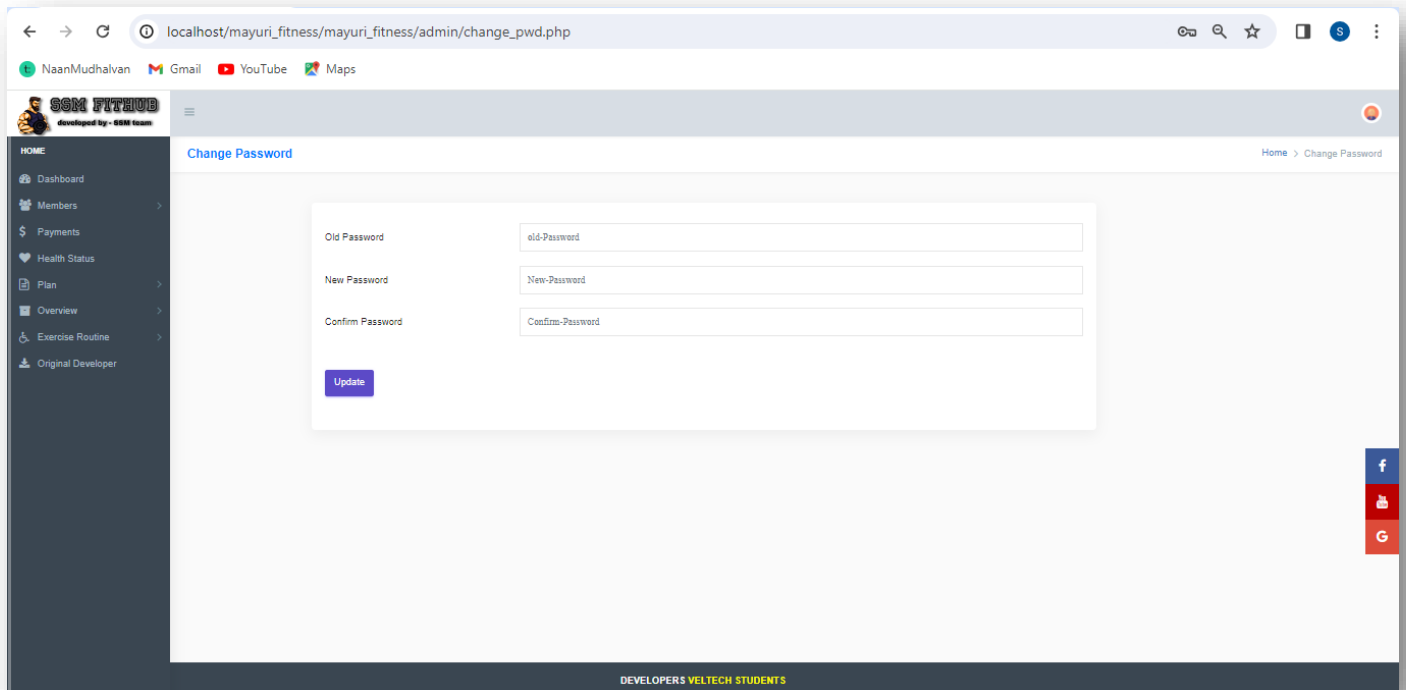 localhost/mayuri_fitness/mayuri_fitness/admin/change_pwd.php
S
NaanMudhalvan Gmail YouTube Maps
SSM FITHUB
developed by - SSM team
HOME
Change Password
Home > Change Password
Dashboard
Members
Payments
Health Status
Plan
Overview
Exercise Routine
Original Developer
Old Password
old-Password
New Password
New-Password
Confirm Password
Confirm-Password
Update
DEVELOPERS VELTECH STUDENTS